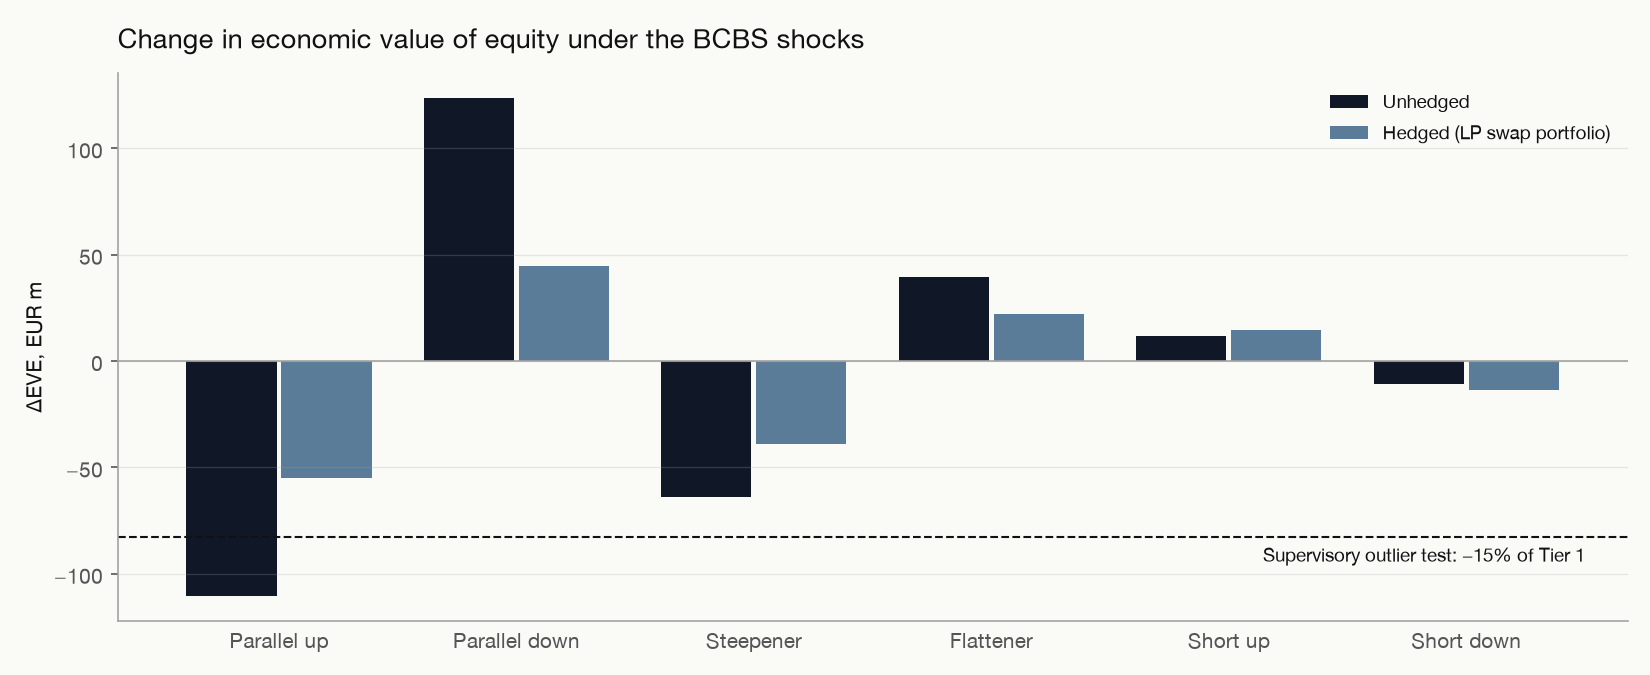 Change in economic value of equity under the BCBS shocks
Unhedged
Hedged (LP swap portfolio)
ΔEVE, EUR m
100
50
0
−50
−100
Supervisory outlier test: −15% of Tier 1
Parallel up
Parallel down
Steepener
Flattener
Short up
Short down